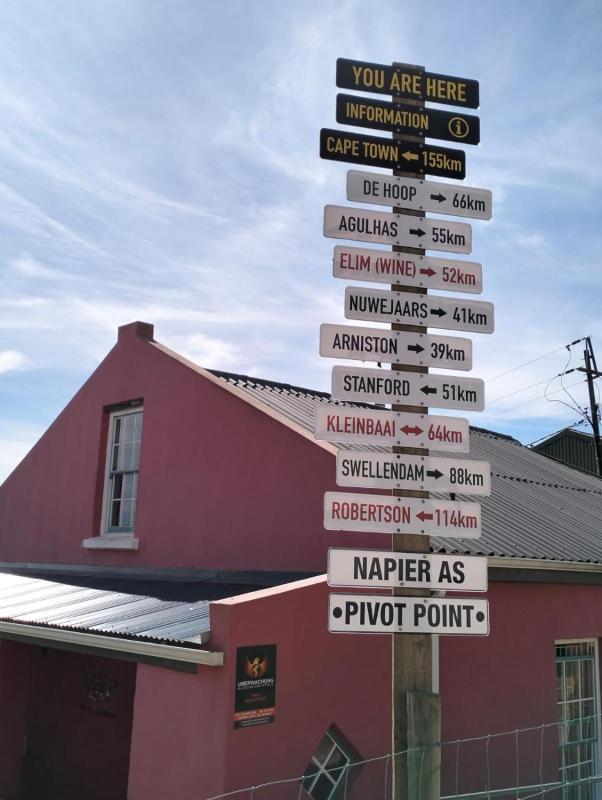 YOU ARE HERE
INFORMATION i
CAPE TOWN ← 155km
DE HOOP → 66km
AGULHAS → 55km
ELIM (WINE) → 52km
NUWEJAARS → 41km
ARNISTON → 39km
STANFORD ← 51km
KLEINBAAI ↔ 64km
SWELLENDAM → 88km
ROBERTSON ← 114km
NAPIER AS
•PIVOT POINT•
UBERWACHUNG